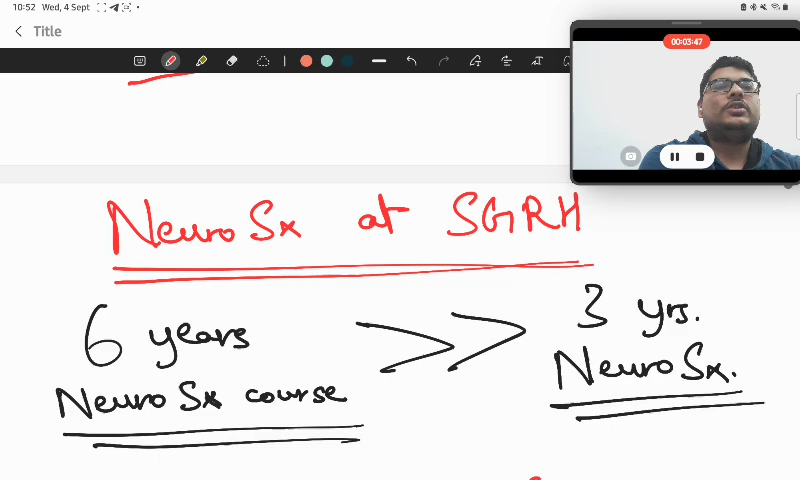 10:52 Wed, 4 Sept
Title
00:03:47
NeuroSx at SGRH
6 years >> 3 yrs.
NeuroSx course NeuroSx.